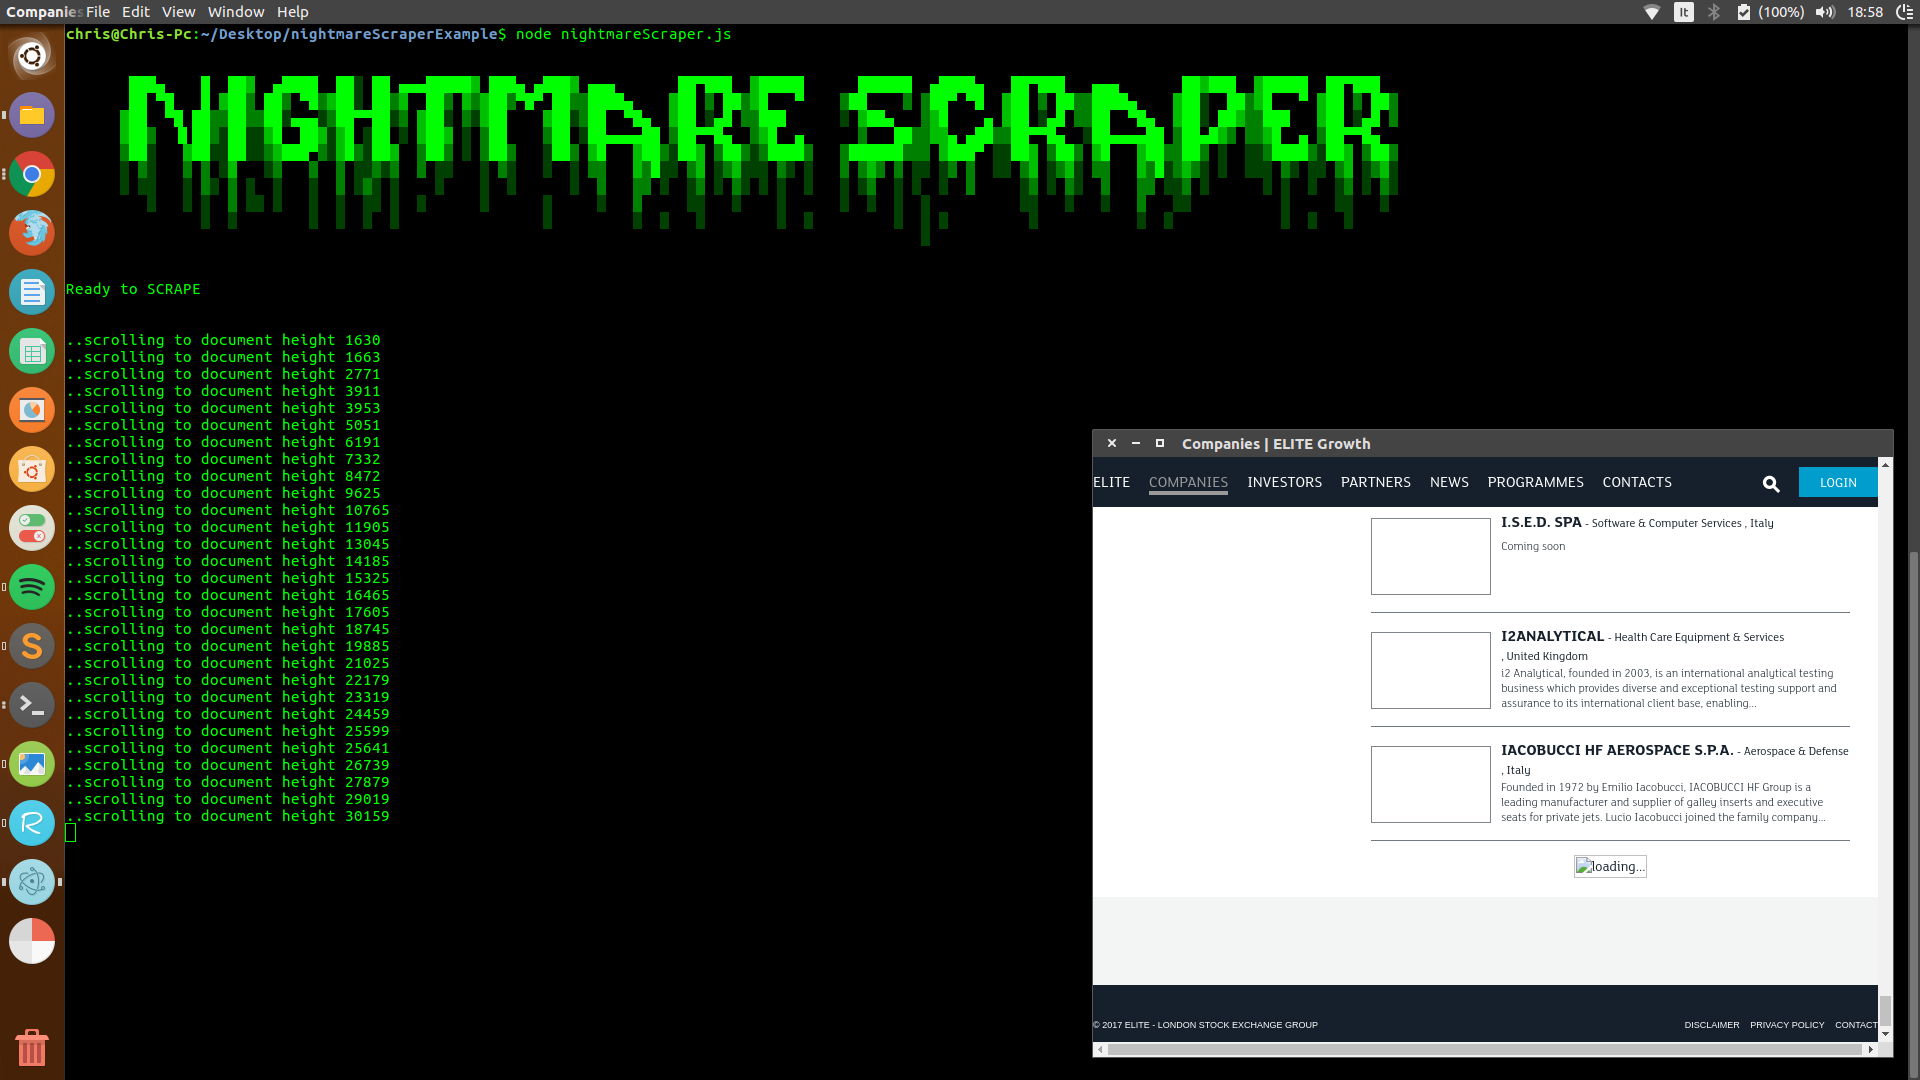 Companies File Edit View Window Help
It (100%) 18:58
chris@Chris-Pc:~/Desktop/nightmareScraperExample$ node nightmareScraper.js
NIGHTMARE SCRAPER
Ready to SCRAPE
..scrolling to document height 1630
..scrolling to document height 1663
..scrolling to document height 2771
..scrolling to document height 3911
..scrolling to document height 3953
..scrolling to document height 5051
..scrolling to document height 6191
..scrolling to document height 7332
..scrolling to document height 8472
..scrolling to document height 9625
..scrolling to document height 10765
..scrolling to document height 11905
..scrolling to document height 13045
..scrolling to document height 14185
..scrolling to document height 15325
..scrolling to document height 16465
..scrolling to document height 17605
..scrolling to document height 18745
..scrolling to document height 19885
..scrolling to document height 21025
..scrolling to document height 22179
..scrolling to document height 23319
..scrolling to document height 24459
..scrolling to document height 25599
..scrolling to document height 25641
..scrolling to document height 26739
..scrolling to document height 27879
..scrolling to document height 29019
..scrolling to document height 30159
Companies | ELITE Growth
ELITE COMPANIES INVESTORS PARTNERS NEWS PROGRAMMES CONTACTS LOGIN
I.S.E.D. SPA - Software & Computer Services , Italy
Coming soon
I2ANALYTICAL - Health Care Equipment & Services
, United Kingdom
i2 Analytical, founded in 2003, is an international analytical testing
business which provides diverse and exceptional testing support and
assurance to its international client base, enabling...
IACOBUCCI HF AEROSPACE S.P.A. - Aerospace & Defense
, Italy
Founded in 1972 by Emilio Iacobucci, IACOBUCCI HF Group is a
leading manufacturer and supplier of galley inserts and executive
seats for private jets. Lucio Iacobucci joined the family company...
loading...
© 2017 ELITE - LONDON STOCK EXCHANGE GROUP DISCLAIMER PRIVACY POLICY CONTACT